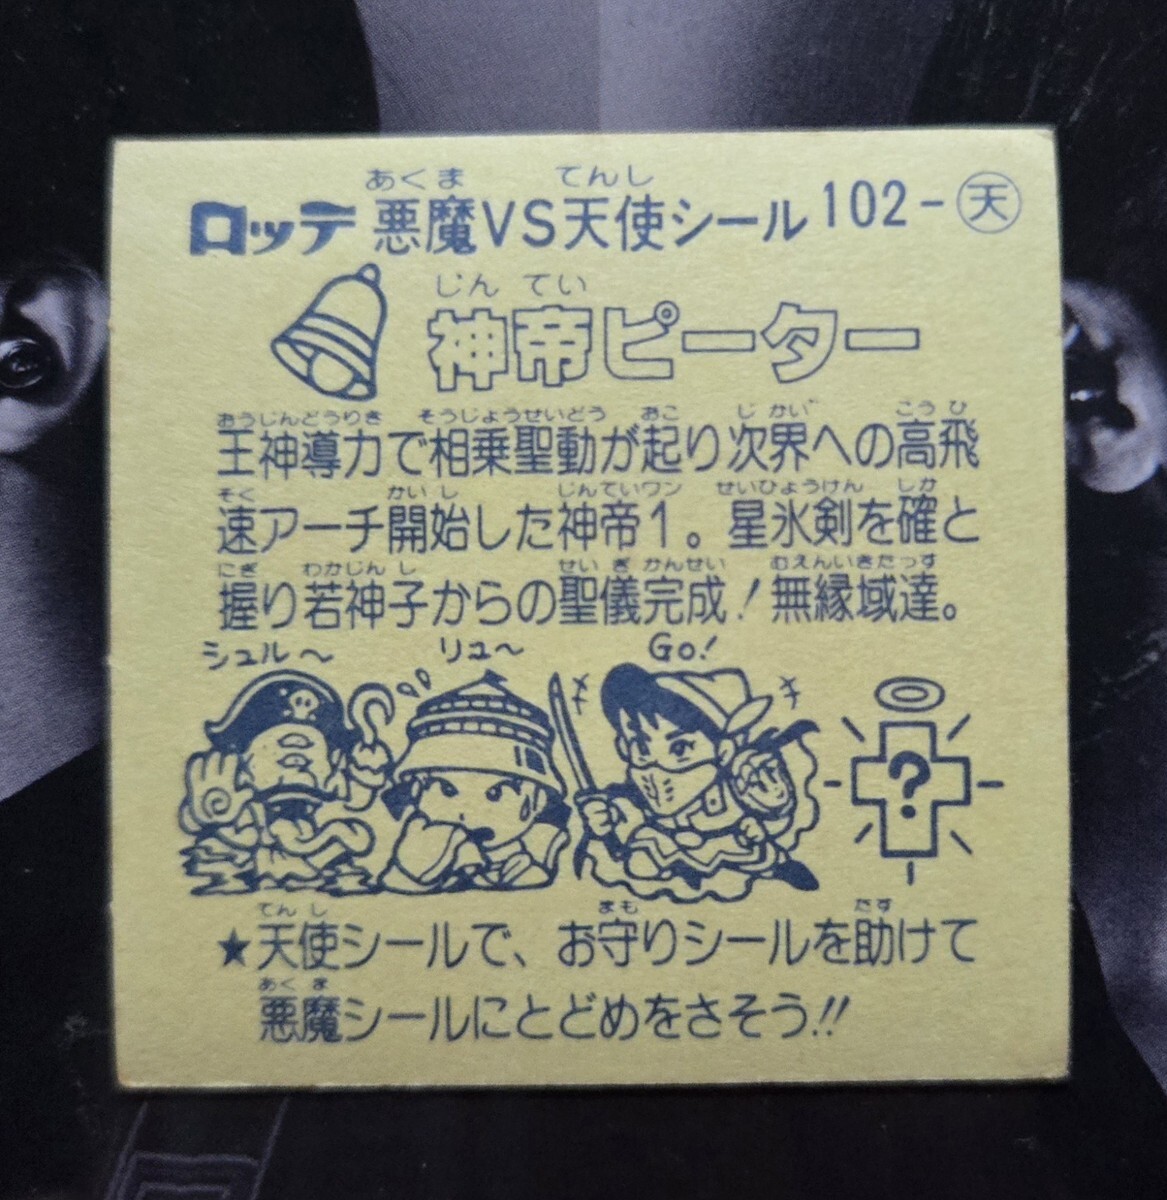 あくま てんし
ロッテ 悪魔VS天使シール 102-天
じん てい
神帝ピーター
おうじんどうりき そうじょうせいどう おこ じ かい こう ひ
王神導力で相乗聖動が起り次界への高飛
そく かい し じんていワン せいひょうけん しか
速アーチ開始した神帝1。星氷剣を確と
にぎ わかじん し せい ぎ かんせい むえんいきたっす
握り若神子からの聖儀完成!無縁域達。
シュル〜 リュ〜 Go!
?
てん し まも たす
★天使シールで、お守りシールを助けて
あく ま
悪魔シールにとどめをさそう!!